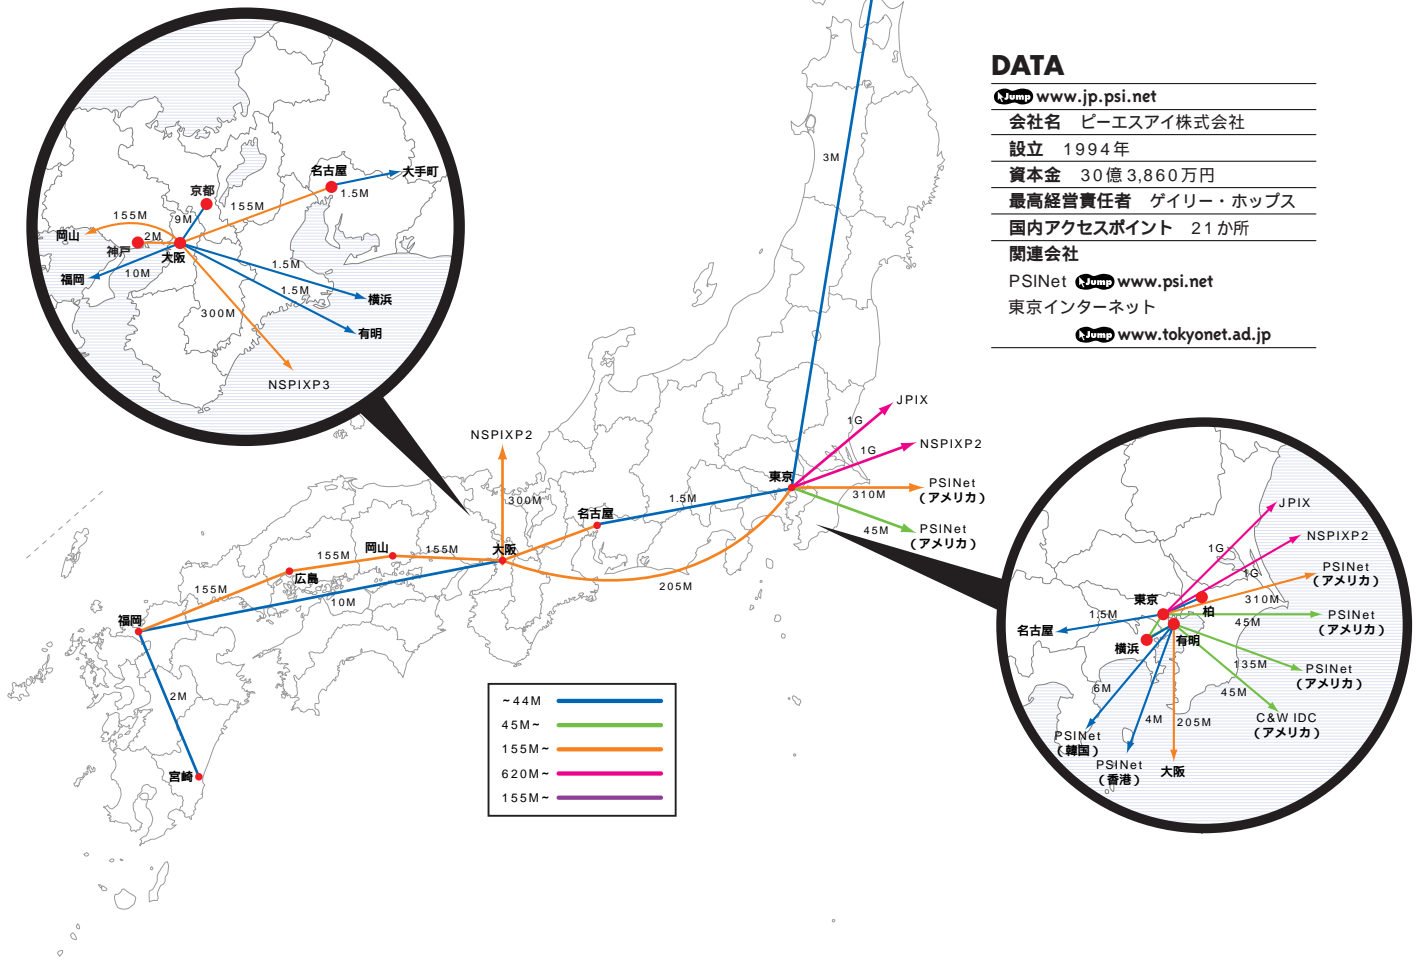 DATA
Jump www.jp.psi.net
会社名 ピーエスアイ株式会社
設立 1994年
資本金 30億3,860万円
最高経営責任者 ゲイリー・ホップス
国内アクセスポイント 21か所
関連会社
PSINet Jump www.psi.net
東京インターネット
Jump www.tokyonet.ad.jp
名古屋
大手町
1.5M
京都
155M
155M
9M
岡山
2M
神戸
大阪
福岡
10M
1.5M
1.5M
横浜
300M
有明
NSPIXP3
3M
JPIX
1G
NSPIXP2
1G
NSPIXP2
東京
PSINet
(アメリカ)
310M
300M
1.5M
名古屋
45M
PSINet
(アメリカ)
岡山
155M
155M
大阪
広島
155M
10M
205M
福岡
2M
宮崎
~44M
45M~
155M~
620M~
155M~
JPIX
NSPIXP2
1G
1G
PSINet
(アメリカ)
310M
東京
柏
1.5M
45M
PSINet
(アメリカ)
名古屋
横浜
有明
135M
PSINet
(アメリカ)
6M
45M
4M
205M
C&W IDC
(アメリカ)
PSINet
(韓国)
PSINet
(香港)
大阪